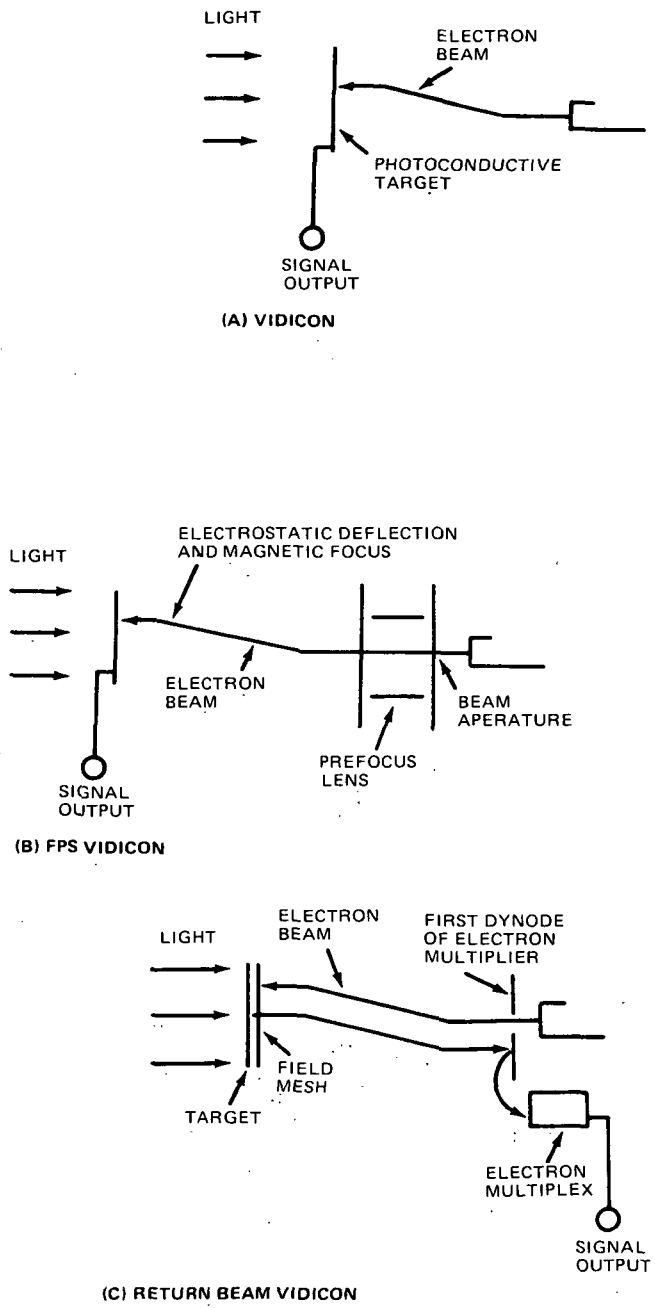 LIGHT
ELECTRON
BEAM
PHOTOCONDUCTIVE
TARGET
SIGNAL
OUTPUT
(A) VIDICON
ELECTROSTATIC DEFLECTION
AND MAGNETIC FOCUS
LIGHT
ELECTRON
BEAM
BEAM
APERATURE
PREFOCUS
LENS
SIGNAL
OUTPUT
(B) FPS VIDICON
ELECTRON
BEAM
FIRST DYNODE
OF ELECTRON
MULTIPLIER
LIGHT
FIELD
MESH
TARGET
ELECTRON
MULTIPLEX
SIGNAL
OUTPUT
(C) RETURN BEAM VIDICON